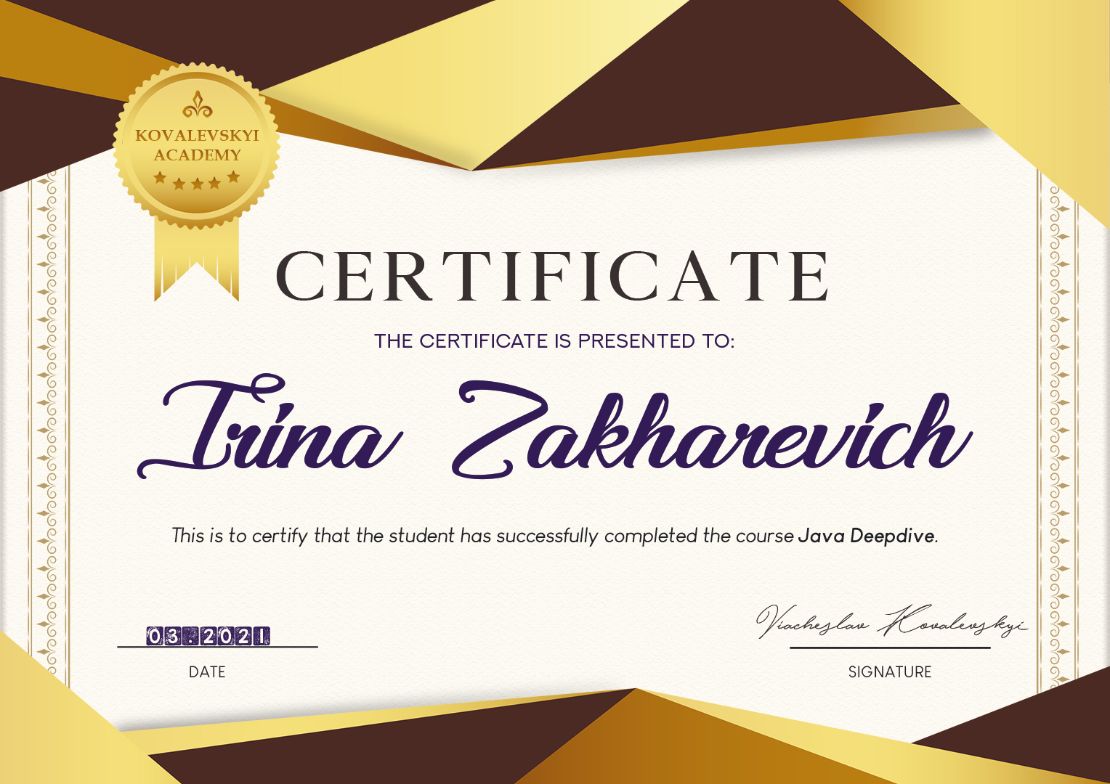 KOVALEVSKYI
ACADEMY
CERTIFICATE
THE CERTIFICATE IS PRESENTED TO:
Irina Zakharevich
This is to certify that the student has successfully completed the course Java Deepdive.
03.2021
DATE
Viacheslav Kovalevskyi
SIGNATURE